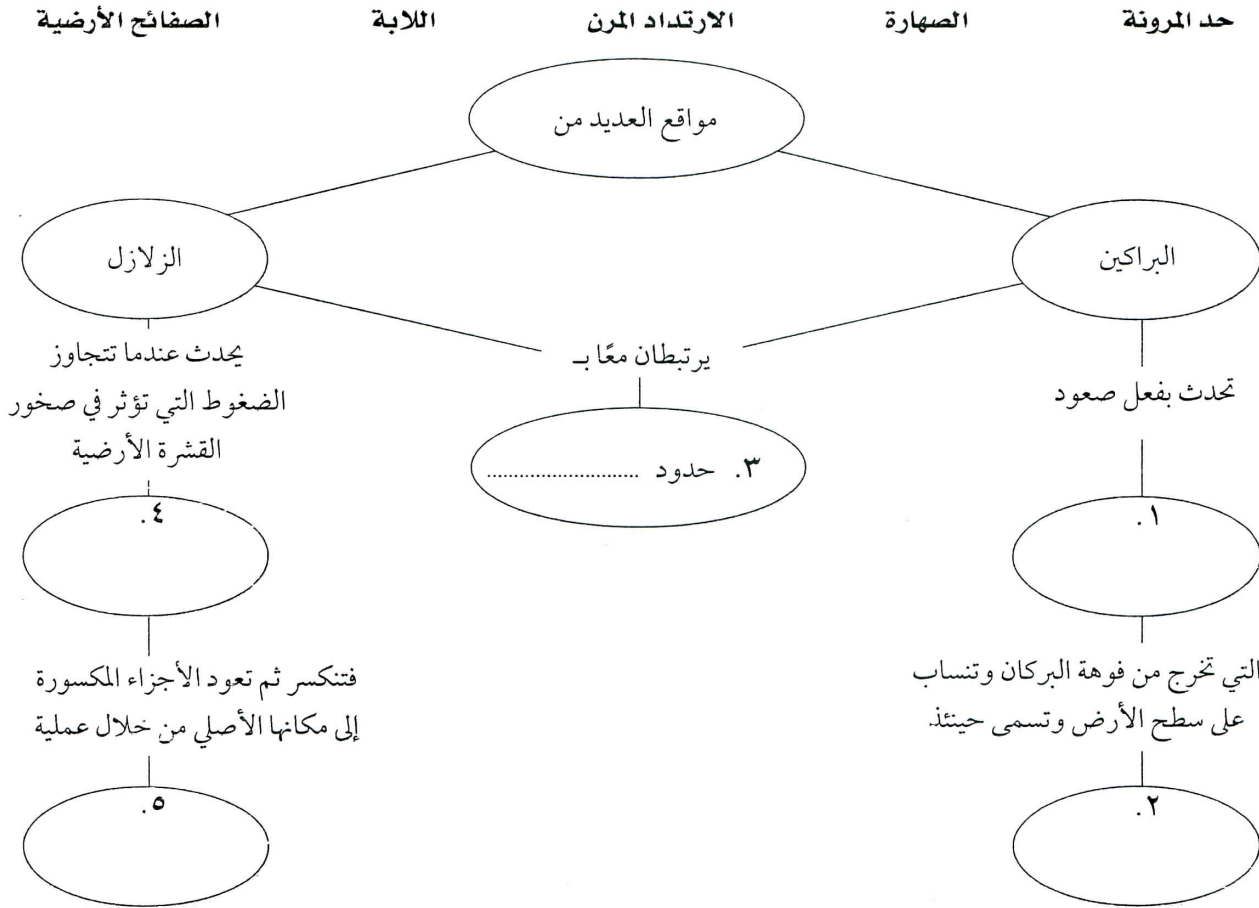 حد المرونة الصهارة الارتداد المرن اللابة الصفائح الأرضية
مواقع العديد من
البراكين
الزلازل
تحدث بفعل صعود
يرتبطان معًا بـ
يحدث عندما تتجاوز
الضغوط التي تؤثر في صخور
القشرة الأرضية
٣. حدود ........................
١.
٤.
التي تخرج من فوهة البركان وتنساب
على سطح الأرض وتسمى حينئذ.
فتنكسر ثم تعود الأجزاء المكسورة
إلى مكانها الأصلي من خلال عملية
٢.
٥.